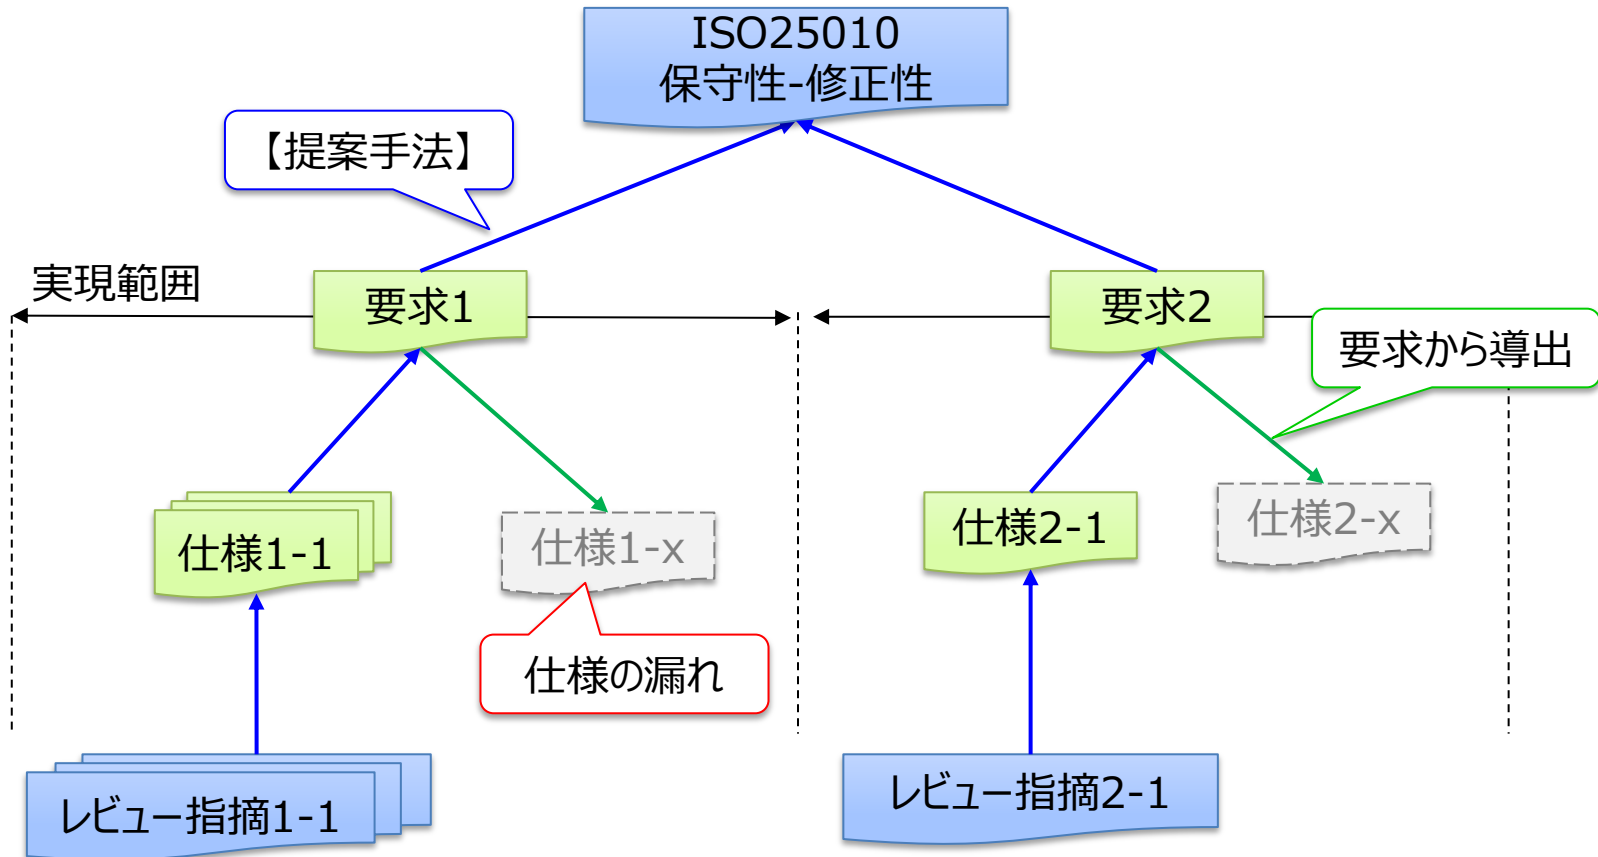 ISO25010
保守性-修正性
【提案手法】
実現範囲
要求1
要求2
要求から導出
仕様1-1
仕様1-x
仕様2-1
仕様2-x
仕様の漏れ
レビュー指摘1-1
レビュー指摘2-1